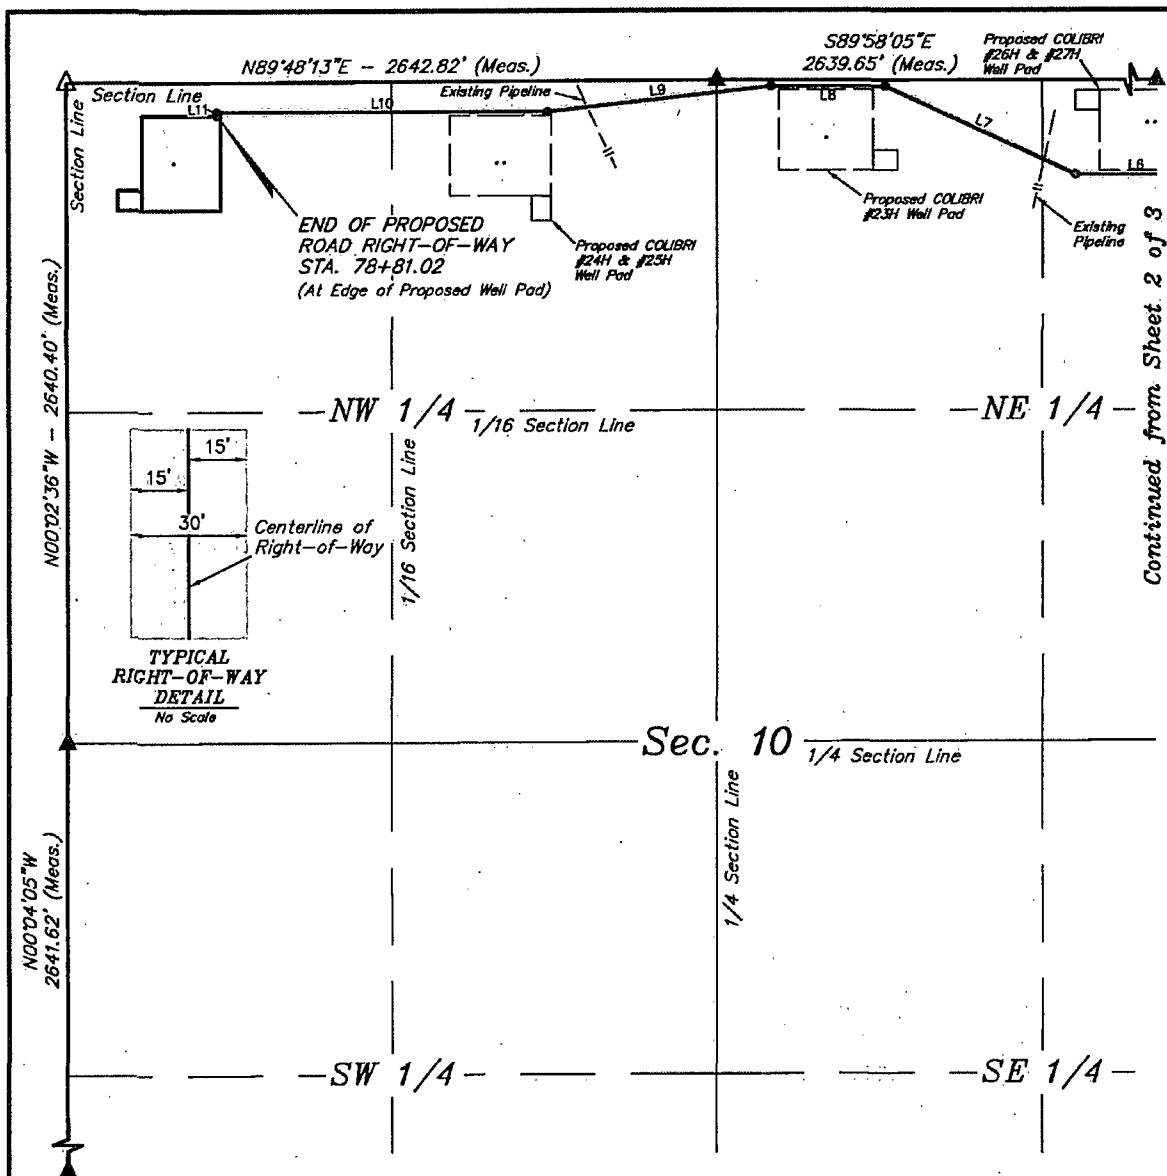 N89°48'13"E - 2642.82' (Meas.)
S89°58'05"E
2639.65' (Meas.)
Proposed COLIBRI
#26H & #27H
Well Pad
Section Line
Existing Pipeline
L11
L10
L9
L8
L7
L6
Section Line
END OF PROPOSED
ROAD RIGHT-OF-WAY
STA. 78+81.02
(At Edge of Proposed Well Pad)
Proposed COLIBRI
#24H & #25H
Well Pad
Proposed COLIBRI
#23H Well Pad
Existing
Pipeline
Continued from Sheet 2 of 3
N00°02'36"W - 2640.40' (Meas.)
NW 1/4
1/16 Section Line
NE 1/4
1/16 Section Line
15'
15'
30'
Centerline of
Right-of-Way
TYPICAL
RIGHT-OF-WAY
DETAIL
No Scale
Sec. 10
1/4 Section Line
1/4 Section Line
N00°04'05"W
2641.62' (Meas.)
SW 1/4
SE 1/4